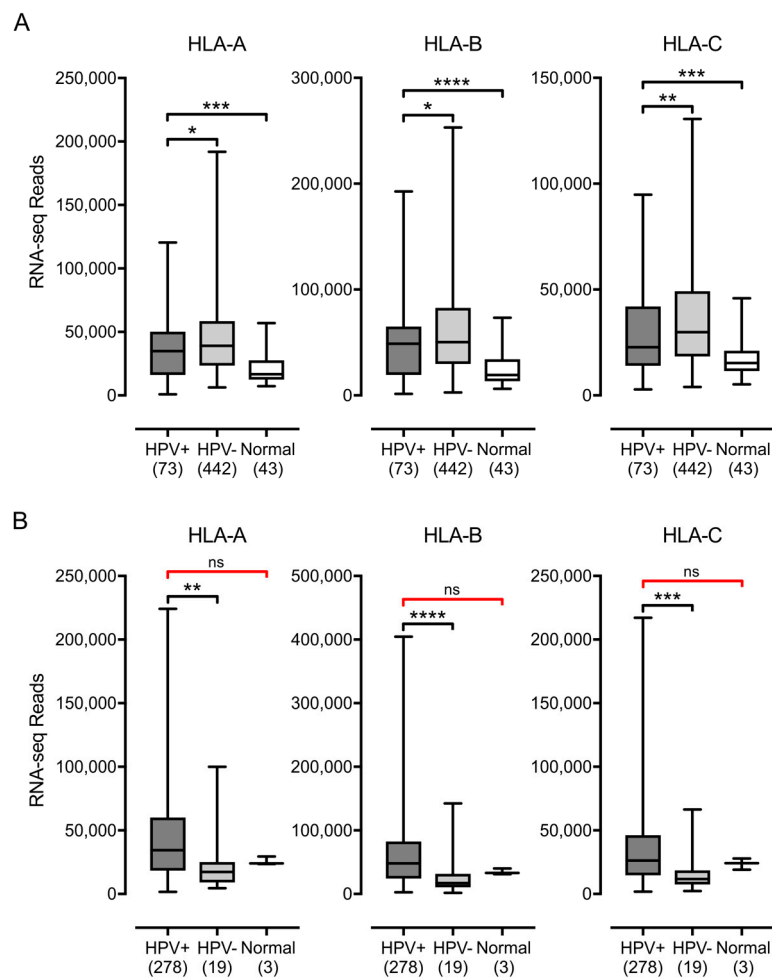 A
HLA-A
HLA-B
HLA-C
RNA-seq Reads
250,000
200,000
150,000
100,000
50,000
0
***
*
HPV+ HPV- Normal
(73) (442) (43)
300,000
200,000
100,000
0
****
*
HPV+ HPV- Normal
(73) (442) (43)
150,000
100,000
50,000
0
***
**
HPV+ HPV- Normal
(73) (442) (43)
B
HLA-A
HLA-B
HLA-C
RNA-seq Reads
250,000
200,000
150,000
100,000
50,000
0
ns
**
HPV+ HPV- Normal
(278) (19) (3)
500,000
400,000
300,000
200,000
100,000
0
ns
****
HPV+ HPV- Normal
(278) (19) (3)
250,000
200,000
150,000
100,000
50,000
0
ns
***
HPV+ HPV- Normal
(278) (19) (3)